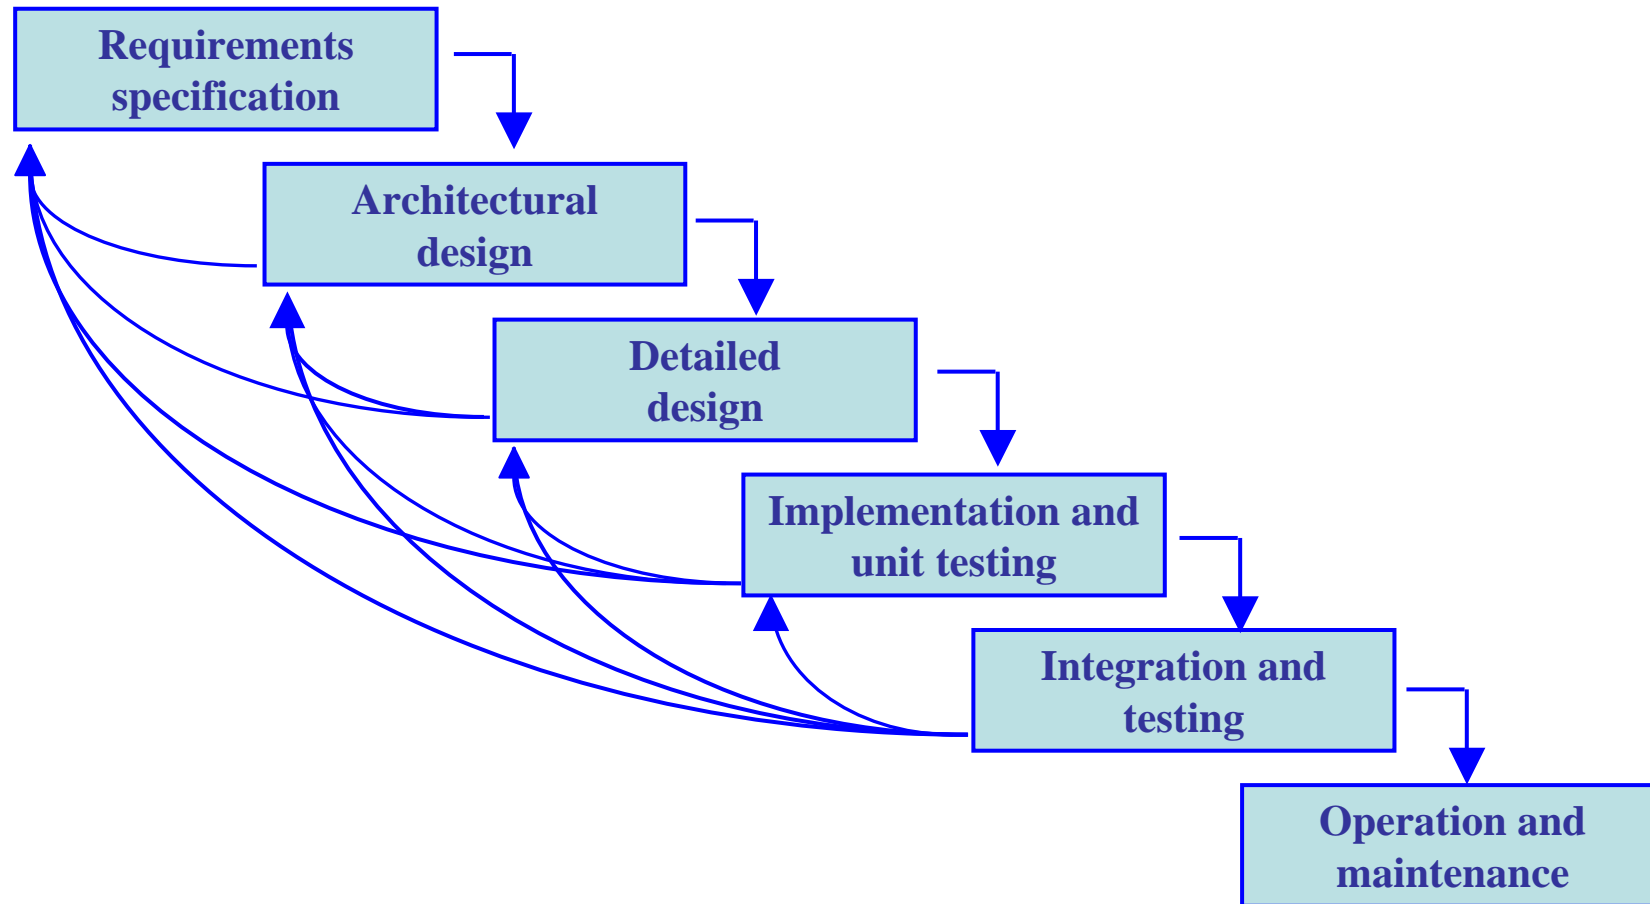 Requirements
specification
Architectural
design
Detailed
design
Implementation and
unit testing
Integration and
testing
Operation and
maintenance